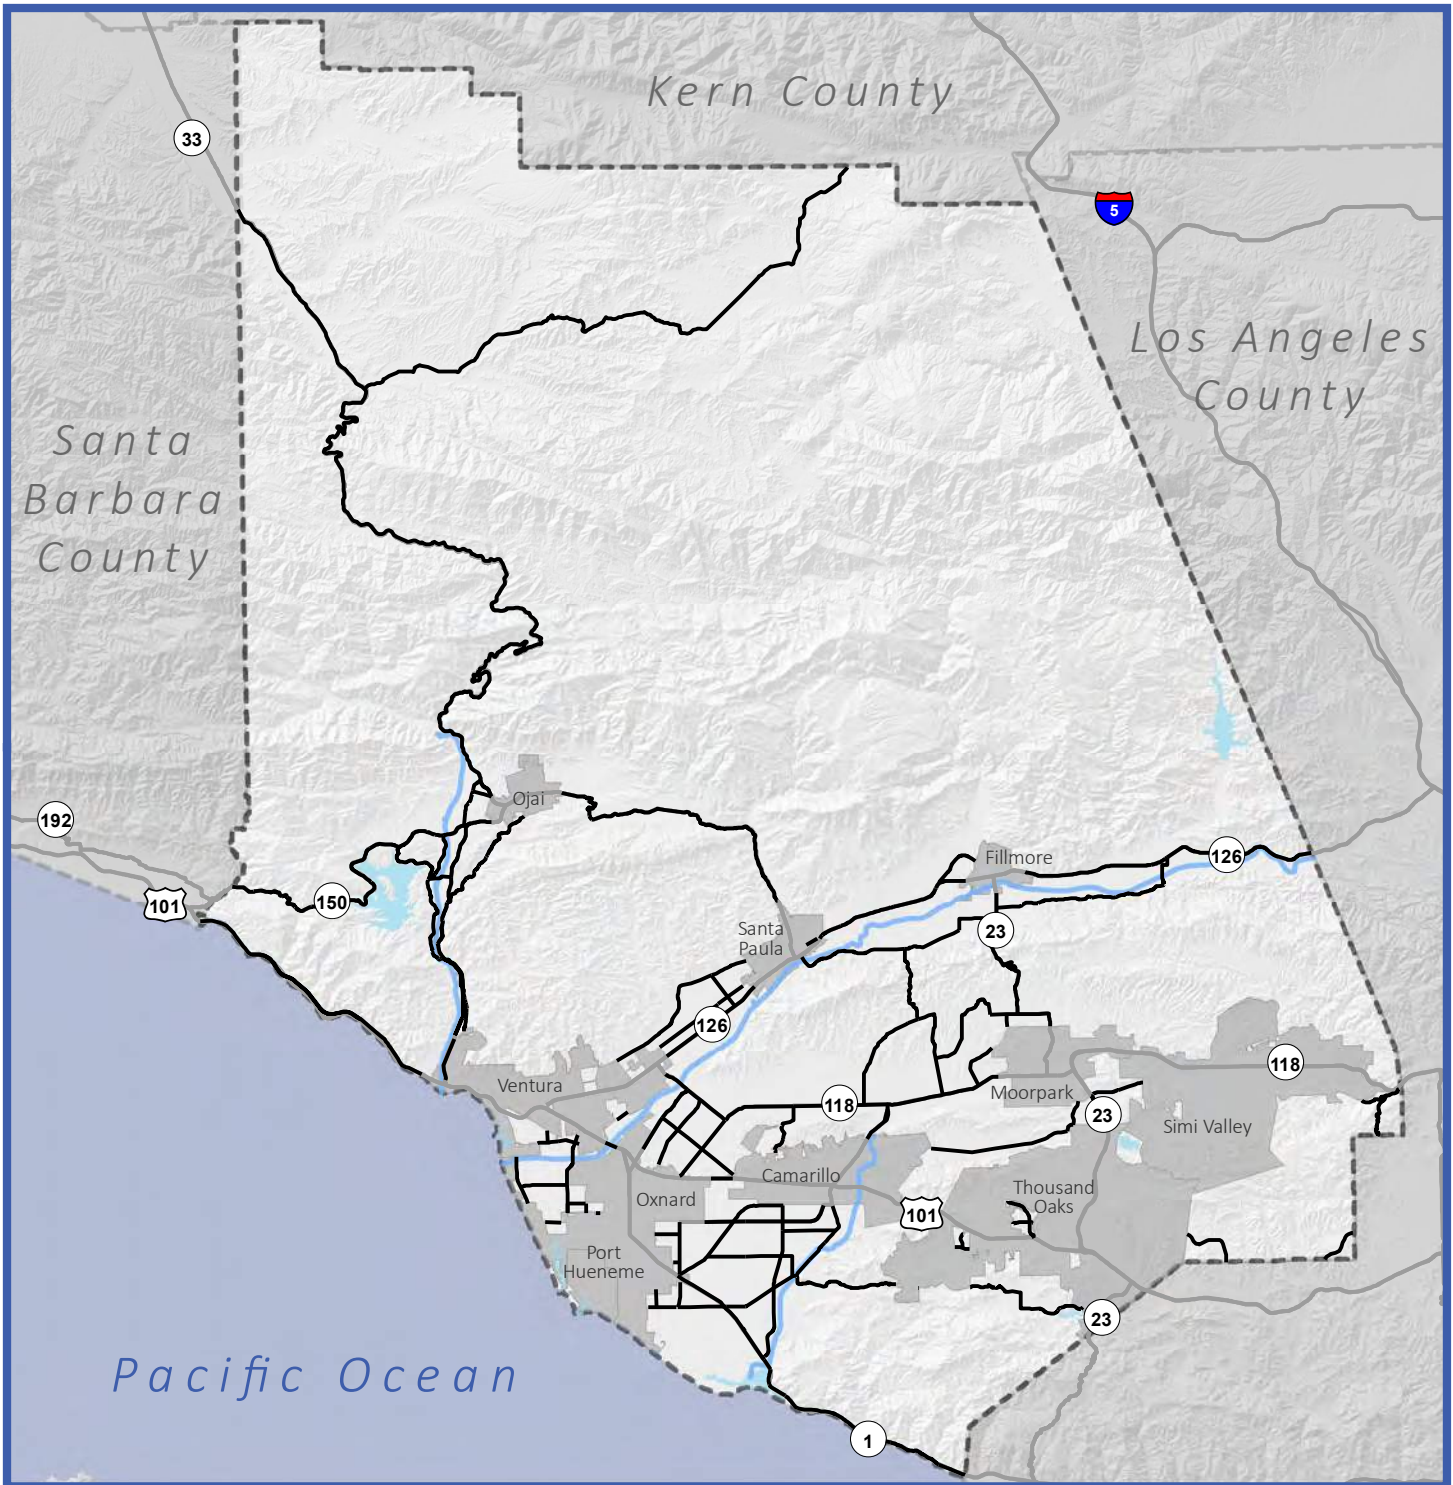 Kern County
33
5
Los Angeles
County
Santa
Barbara
County
Ojai
192
Fillmore
126
150
101
23
Santa
Paula
126
Ventura
118
Moorpark
118
23
Simi Valley
Camarillo
Oxnard
Thousand
Oaks
101
Port
Hueneme
23
Pacific Ocean
1